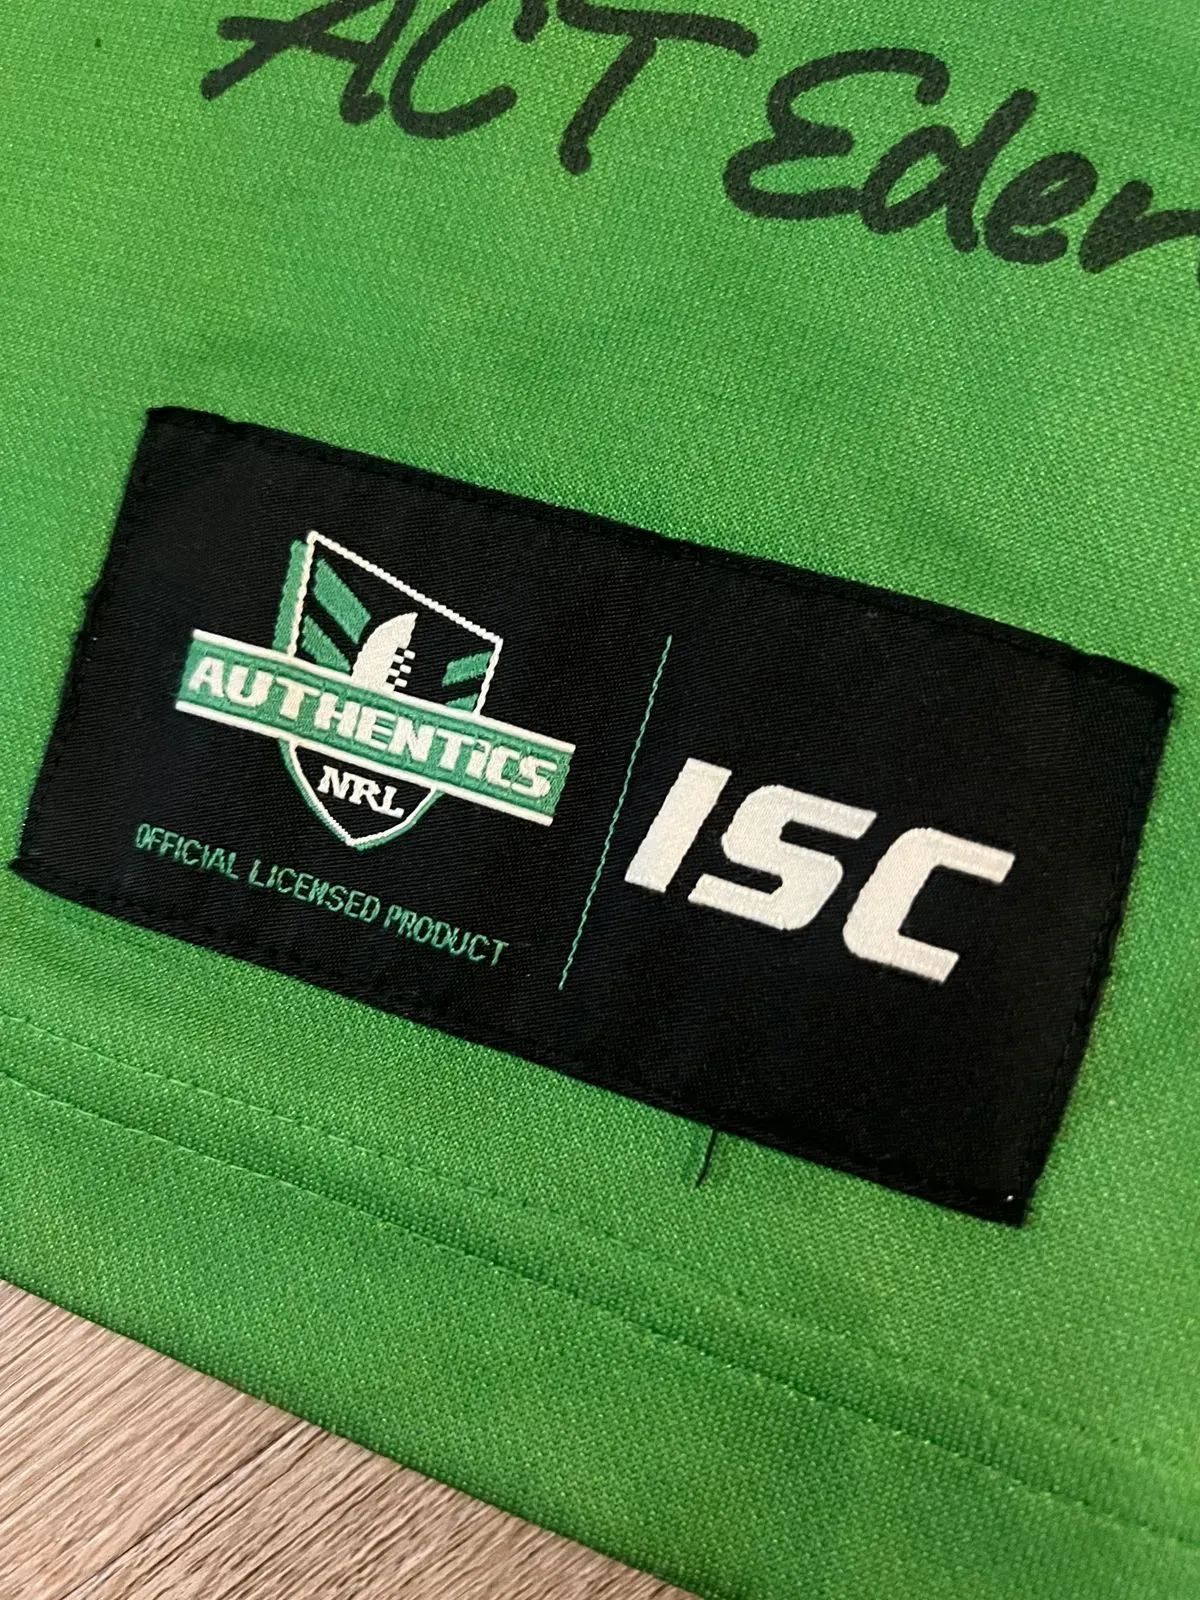 ACT Eden
AUTHENTICS
NRL
OFFICIAL LICENSED PRODUCT
ISC